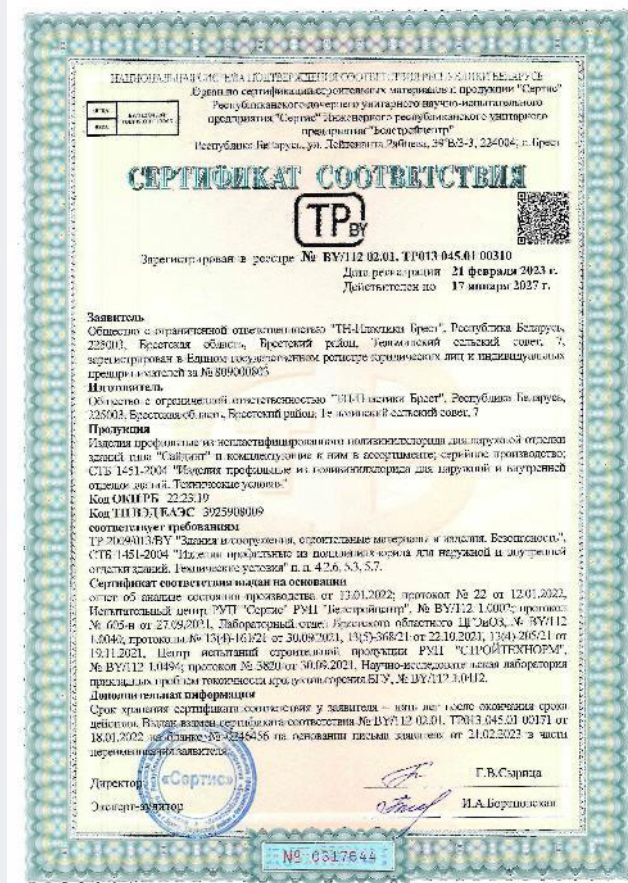 НАЦИОНАЛЬНАЯ СИСТЕМА ПОДТВЕРЖДЕНИЯ СООТВЕТСТВИЯ РЕСПУБЛИКИ БЕЛАРУСЬ
Орган по сертификации строительных материалов и продукции "Сертис"
Республиканского дочернего унитарного научно-испытательного
предприятия "Сертис" Инженерного республиканского унитарного
предприятия "Белстройцентр"
Республика Беларусь, ул. Лейтенанта Рябцева, 39"В"/3-3, 224004, г. Брест
СЕРТИФИКАТ СООТВЕТСТВИЯ
ТР BY
Зарегистрирован в реестре № BY/112 02.01. ТР013 045.01 00310
Дата регистрации 21 февраля 2023 г.
Действителен до 17 января 2027 г.
Заявитель
Общество с ограниченной ответственностью "ТН-Пластики Брест", Республика Беларусь,
225003, Брестская область, Брестский район, Тельминский сельский совет, 7,
зарегистрирован в Едином государственном регистре юридических лиц и индивидуальных
предпринимателей за № 809000803
Изготовитель
Общество с ограниченной ответственностью "ТН-Пластики Брест", Республика Беларусь,
225003, Брестская область, Брестский район, Тельминский сельский совет, 7
Продукция
Изделия профильные из непластифицированного поливинилхлорида для наружной отделки
зданий типа "Сайдинг" и комплектующие к ним в ассортименте; серийное производство;
СТБ 1451-2004 "Изделия профильные из поливинилхлорида для наружной и внутренней
отделки зданий. Технические условия"
Код ОКП РБ 22.23.19
Код ТН ВЭД ЕАЭС 3925908009
соответствует требованиям
ТР 2009/013/BY "Здания и сооружения, строительные материалы и изделия. Безопасность",
СТБ 1451-2004 "Изделия профильные из поливинилхлорида для наружной и внутренней
отделки зданий. Технические условия" п. п. 4.2.6, 5.3, 5.7.
Сертификат соответствия выдан на основании
отчет об анализе состояния производства от 13.01.2022; протокол № 22 от 12.01.2022,
Испытательный центр РУП "Сертис" РУП "Белстройцентр", № BY/112 1.0002; протокол
№ 605-н от 27.09.2021, Лабораторный отдел Брестского областного ЦГЭиОЗ, № BY/112
1.0040; протоколы № 13(4)-161/21 от 30.09.2021, 13(5)-368/21 от 22.10.2021, 13(4)-205/21 от
19.11.2021, Центр испытаний строительной продукции РУП "СТРОЙТЕХНОРМ",
№ BY/112 1.0494; протокол № 3820 от 30.09.2021, Научно-исследовательская лаборатория
прикладных проблем токсичности продуктов горения БГУ, № BY/112 1.0412.
Дополнительная информация
Срок хранения сертификата соответствия у заявителя – пять лет после окончания срока
действия. Выдан взамен сертификата соответствия № BY/112 02.01. ТР013 045.01 00171 от
18.01.2022 на бланке № 0246456 на основании письма заявителя от 21.02.2023 в части
переименования заявителя.
Директор Г.В.Сырица
«Сертис»
Эксперт-аудитор И.А.Бортновская
№ 0317644